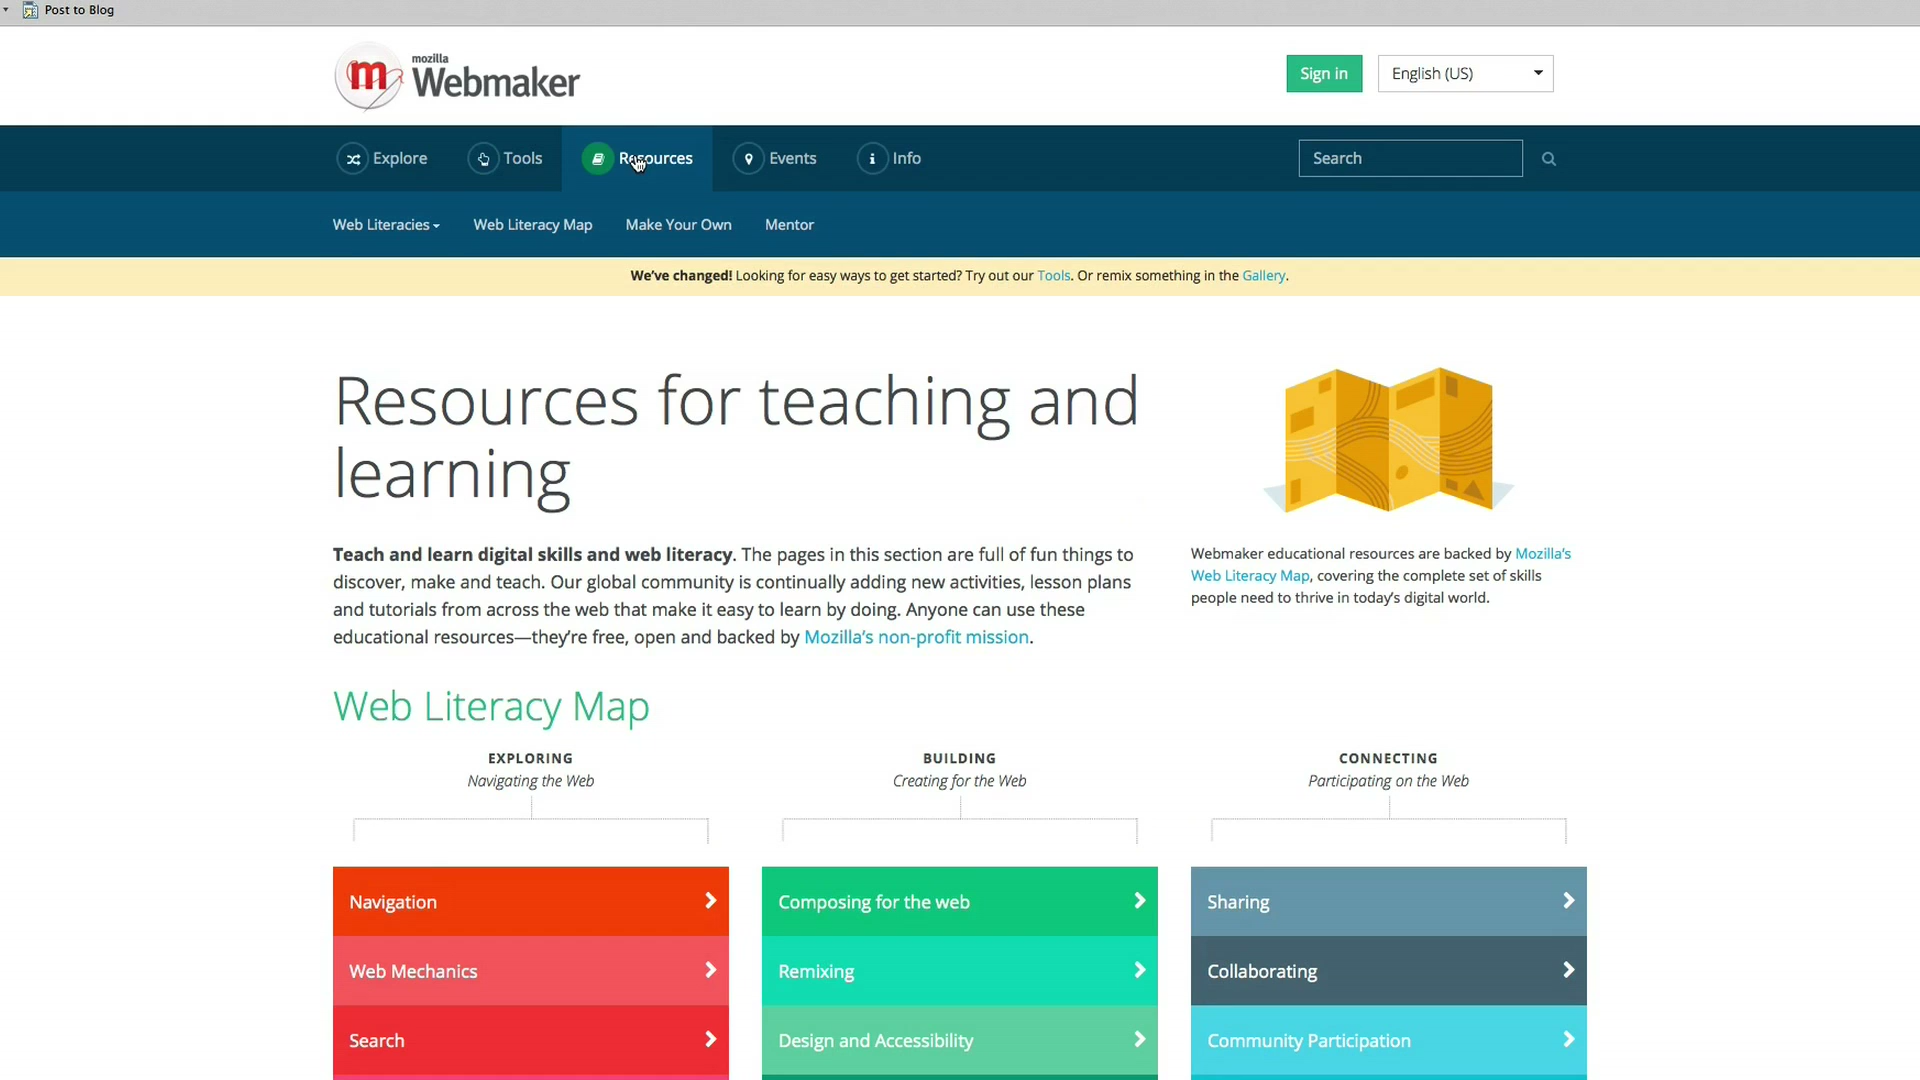 Post to Blog
mozilla
Webmaker
Sign in
English (US)
Explore
Tools
Resources
Events
Info
Search
Web Literacies
Web Literacy Map
Make Your Own
Mentor
We've changed! Looking for easy ways to get started? Try out our Tools. Or remix something in the Gallery.
Resources for teaching and
learning
Teach and learn digital skills and web literacy. The pages in this section are full of fun things to
discover, make and teach. Our global community is continually adding new activities, lesson plans
and tutorials from across the web that make it easy to learn by doing. Anyone can use these
educational resources—they're free, open and backed by Mozilla's non-profit mission.
Webmaker educational resources are backed by Mozilla's
Web Literacy Map, covering the complete set of skills
people need to thrive in today's digital world.
Web Literacy Map
EXPLORING
Navigating the Web
Navigation
Web Mechanics
Search
BUILDING
Creating for the Web
Composing for the web
Remixing
Design and Accessibility
CONNECTING
Participating on the Web
Sharing
Collaborating
Community Participation